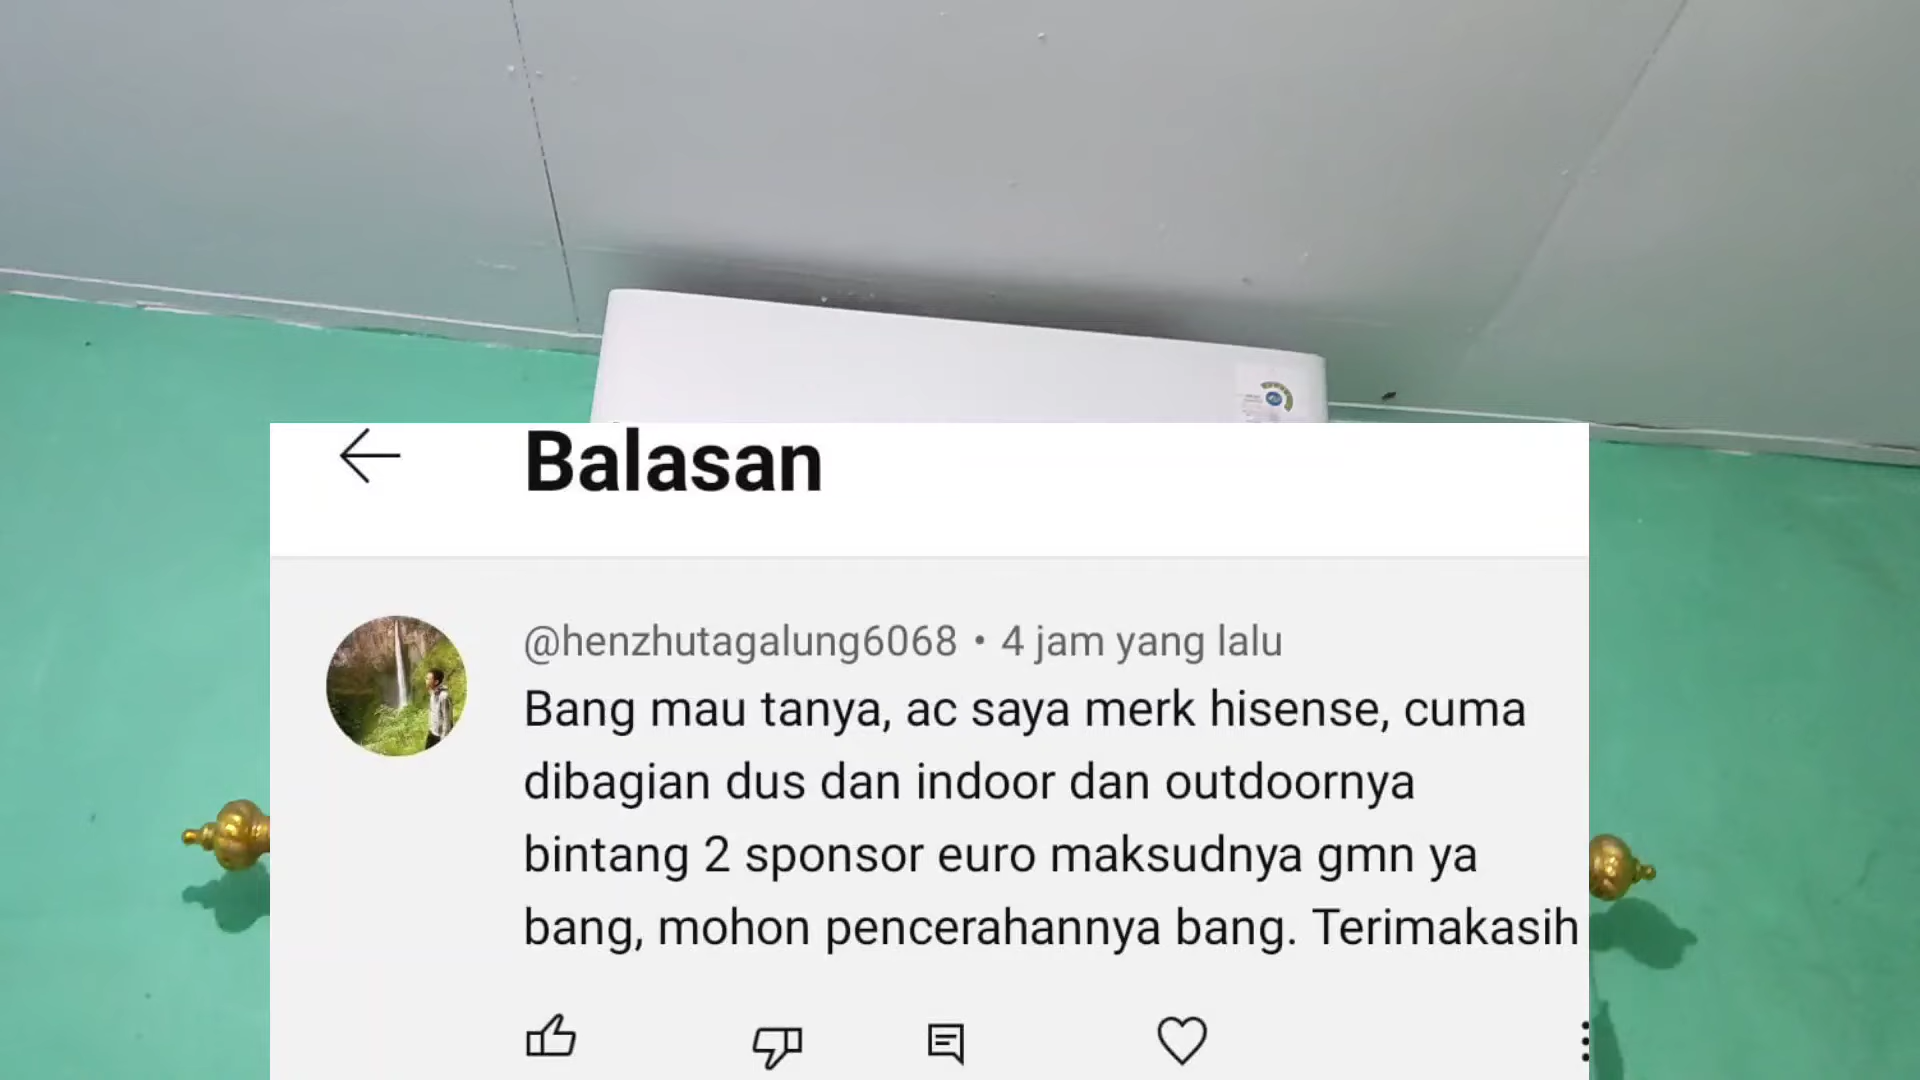 Balasan
@henzhutagalung6068 • 4 jam yang lalu
Bang mau tanya, ac saya merk hisense, cuma
dibagian dus dan indoor dan outdoornya
bintang 2 sponsor euro maksudnya gmn ya
bang, mohon pencerahannya bang. Terimakasih